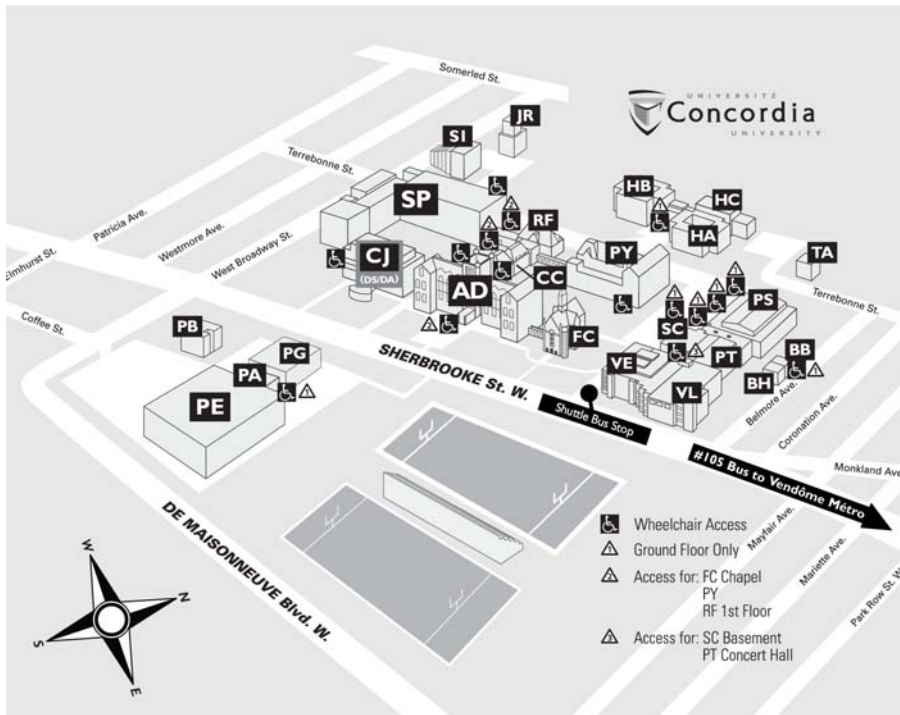 Somerled St.
UNIVERSITÉ
Concordia
UNIVERSITY
JR
SI
Terrebonne St.
SP
HB
HC
RF
HA
Patricia Ave.
Westmore Ave.
West Broadway St.
Elmhurst St.
CJ
(DS/DA)
PY
TA
CC
AD
Terrebonne St.
PS
Coffee St.
PB
FC
SC
PG
VE
PT
BB
PA
BH
PE
VL
SHERBROOKE St. W.
Belmore Ave.
Coronation Ave.
Shuttle Bus Stop
#105 Bus to Vendôme Métro
Monkland Ave
DE MAISONNEUVE Blvd. W.
Mayfair Ave.
Mariette Ave.
Park Row St. W.
Wheelchair Access
1 Ground Floor Only
2 Access for: FC Chapel
PY
RF 1st Floor
3 Access for: SC Basement
PT Concert Hall
W
N
S
E